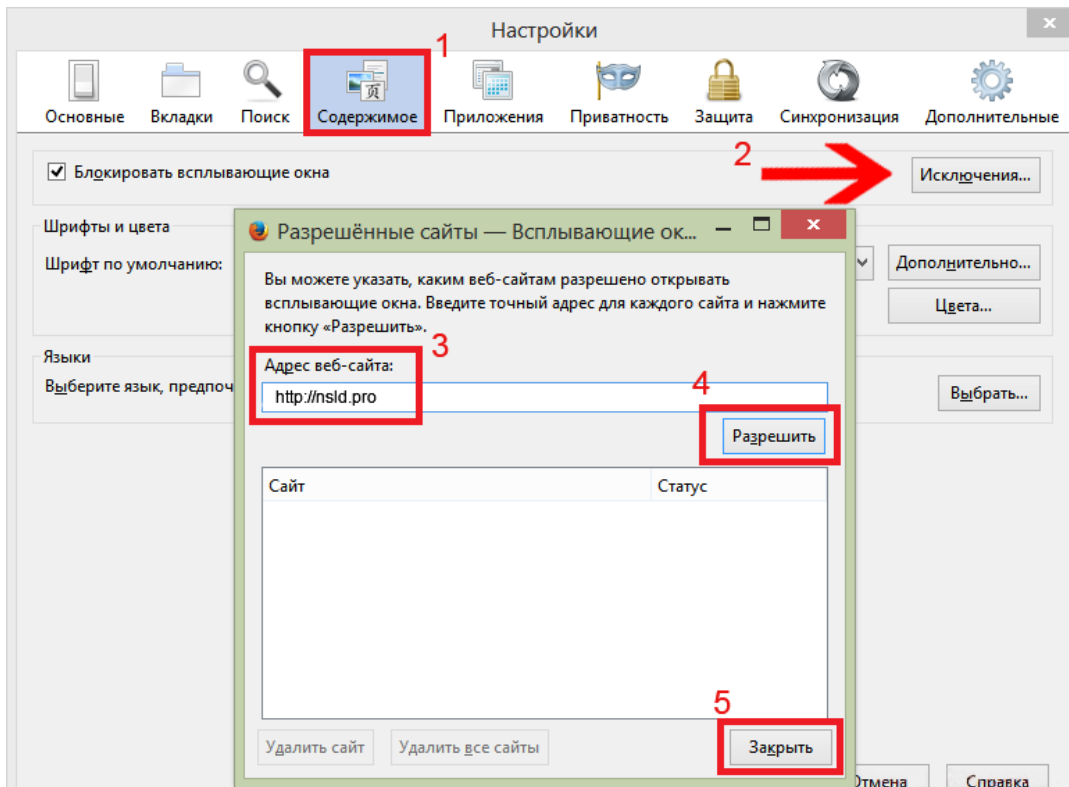 Настройки
1
Основные Вкладки Поиск Содержимое Приложения Приватность Защита Синхронизация Дополнительные
Блокировать всплывающие окна
2
Исключения...
Шрифты и цвета
Шрифт по умолчанию:
Дополнительно...
Цвета...
Языки
Выберите язык, предпоч
Выбрать...
Разрешённые сайты — Всплывающие ок...
Вы можете указать, каким веб-сайтам разрешено открывать
всплывающие окна. Введите точный адрес для каждого сайта и нажмите
кнопку «Разрешить».
3
Адрес веб-сайта:
http://nsld.pro
4
Разрешить
Сайт Статус
5
Удалить сайт Удалить все сайты Закрыть
Отмена Справка